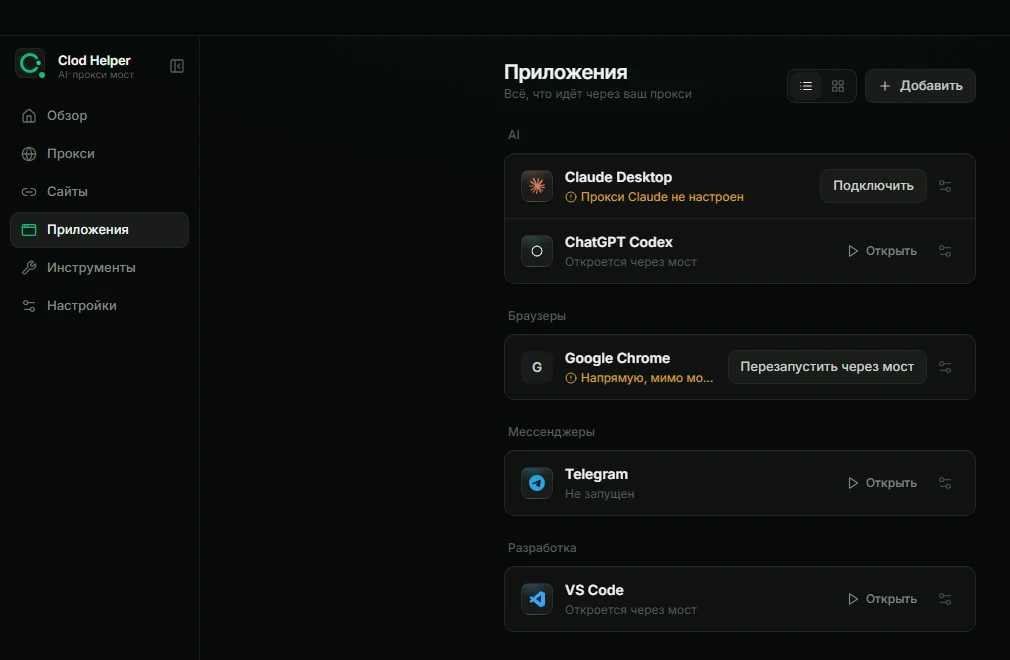 Clod Helper
AI-прокси мост
Обзор
Прокси
Сайты
Приложения
Инструменты
Настройки
Приложения
Всё, что идёт через ваш прокси
Добавить
AI
Claude Desktop
Прокси Claude не настроен
Подключить
ChatGPT Codex
Откроется через мост
Открыть
Браузеры
G
Google Chrome
Напрямую, мимо мо...
Перезапустить через мост
Мессенджеры
Telegram
Не запущен
Открыть
Разработка
VS Code
Откроется через мост
Открыть